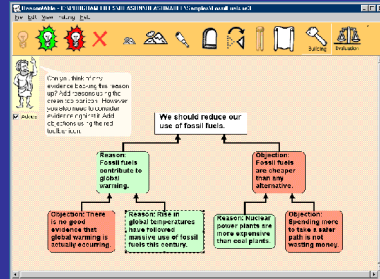 File Edit View Help
Building
Evaluation
Can you think of any
evidence backing this reason
up? Add reasons using the
green toolbar icon. However
you also need to consider
evidence against it. Add
objections using the red
toolbar icon.
We should reduce our
use of fossil fuels.
Reason:
Fossil fuels
contribute to
global
warming.
Objection:
Fossil fuels
are cheaper
than any
alternative.
Objection: There
is no good
evidence that
global warming is
actually occurring.
Reason: Rise in
global temperatures
have followed
massive use of fossil
fuels this century.
Reason: Nuclear
power plants are
more expensive
than coal plants.
Objection:
Spending more
to take a safer
path is not
wasting money.